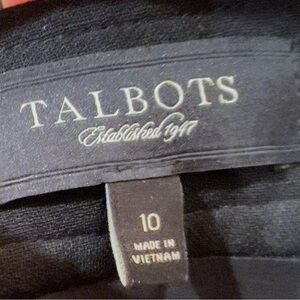 TALBOTS
Established 1947
10
MADE IN
VIETNAM